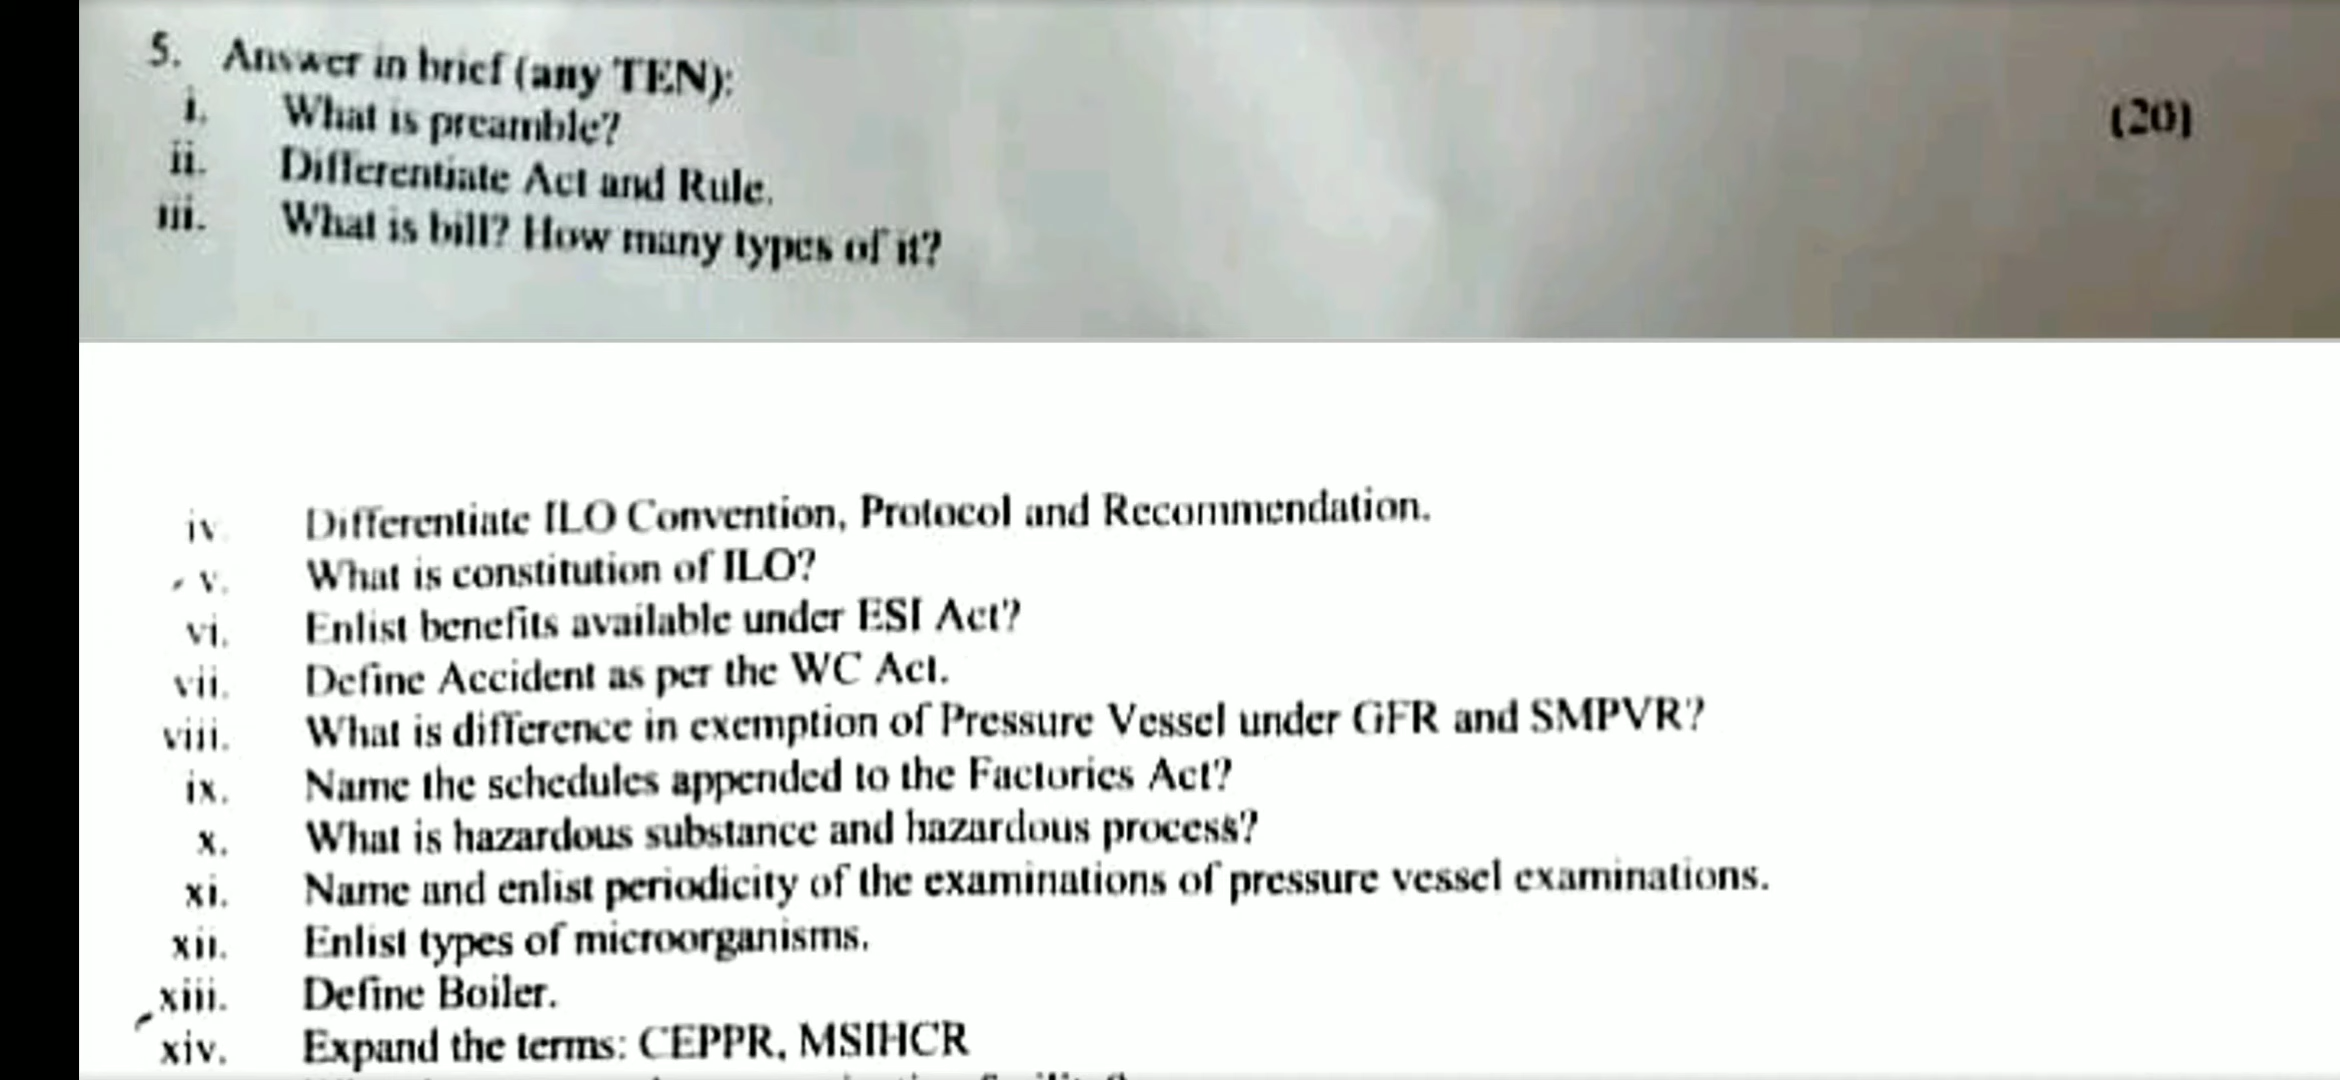 5. Answer in brief (any TEN):
(20)
i. What is preamble?
ii. Differentiate Act and Rule.
iii. What is bill? How many types of it?
iv. Differentiate ILO Convention, Protocol and Recommendation.
v. What is constitution of ILO?
vi. Enlist benefits available under ESI Act?
vii. Define Accident as per the WC Act.
viii. What is difference in exemption of Pressure Vessel under GFR and SMPVR?
ix. Name the schedules appended to the Factories Act?
x. What is hazardous substance and hazardous process?
xi. Name and enlist periodicity of the examinations of pressure vessel examinations.
xii. Enlist types of microorganisms.
xiii. Define Boiler.
xiv. Expand the terms: CEPPR, MSIHCR